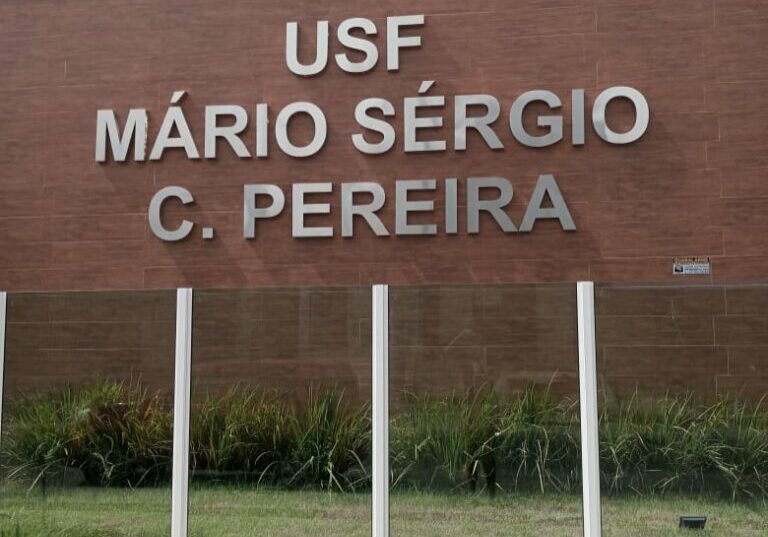 USF
MÁRIO SÉRGIO
C. PEREIRA